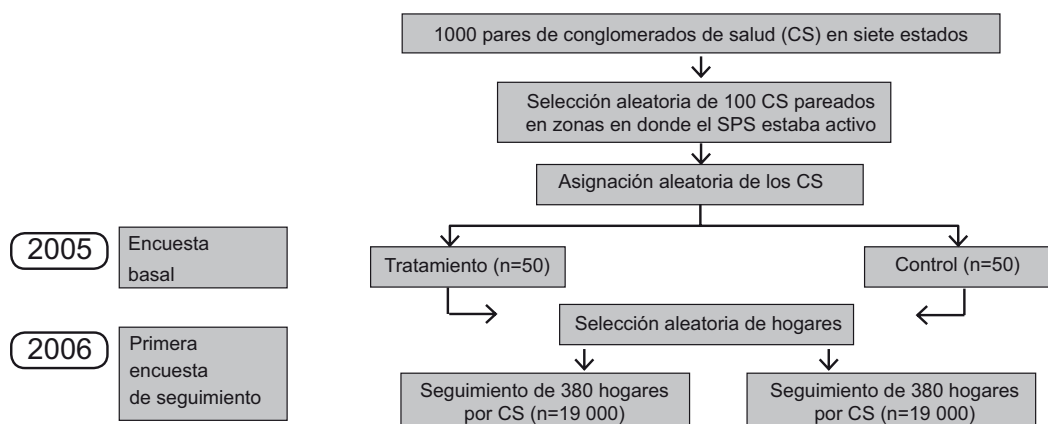 1000 pares de conglomerados de salud (CS) en siete estados
Selección aleatoria de 100 CS pareados
en zonas en donde el SPS estaba activo
Asignación aleatoria de los CS
2005
Encuesta
basal
Tratamiento (n=50)
Control (n=50)
Selección aleatoria de hogares
2006
Primera
encuesta
de seguimiento
Seguimiento de 380 hogares
por CS (n=19 000)
Seguimiento de 380 hogares
por CS (n=19 000)